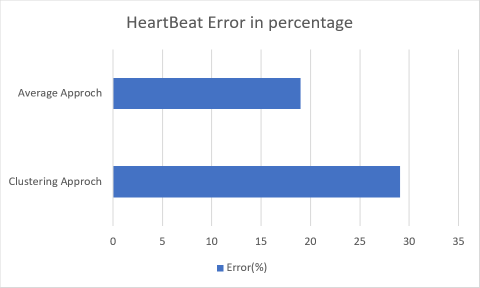 HeartBeat Error in percentage
Average Approch
Clustering Approch
0 5 10 15 20 25 30 35
Error(%)